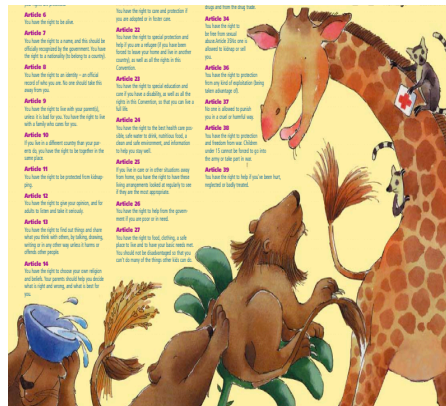 Article 6
You have the right to be alive.
Article 7
You have the right to a name, and this should be
officially recognized by the government. You have
the right to a nationality (to belong to a country).
Article 8
You have the right to an identity – an official
record of who you are. No one should take this
away from you.
Article 9
You have the right to live with your parent(s),
unless it is bad for you. You have the right to live
with a family who cares for you.
Article 10
If you live in a different country than your par-
ents do, you have the right to be together in the
same place.
Article 11
You have the right to be protected from kidnap-
ping.
Article 12
You have the right to give your opinion, and for
adults to listen and take it seriously.
Article 13
You have the right to find out things and share
what you think with others, by talking, drawing,
writing or in any other way unless it harms or
offends other people.
Article 14
You have the right to choose your own religion
and beliefs. Your parents should help you decide
what is right and wrong, and what is best for
you.
You have the right to care and protection if
you are adopted or in foster care.
Article 22
You have the right to special protection and
help if you are a refugee (if you have been
forced to leave your home and live in another
country), as well as all the rights in this
Convention.
Article 23
You have the right to special education and
care if you have a disability, as well as all the
rights in this Convention, so that you can live a
full life.
Article 24
You have the right to the best health care pos-
sible, safe water to drink, nutritious food, a
clean and safe environment, and information
to help you stay well.
Article 25
If you live in care or in other situations away
from home, you have the right to have these
living arrangements looked at regularly to see
if they are the most appropriate.
Article 26
You have the right to help from the govern-
ment if you are poor or in need.
Article 27
You have the right to food, clothing, a safe
place to live and to have your basic needs met.
You should not be disadvantaged so that you
can't do many of the things other kids can do.
drugs and from the drug trade.
Article 34
You have the right to
be free from sexual
abuse.Article 35No one is
allowed to kidnap or sell
you.
Article 36
You have the right to protection
from any kind of exploitation (being
taken advantage of).
Article 37
No one is allowed to punish
you in a cruel or harmful way.
Article 38
You have the right to protection
and freedom from war. Children
under 15 cannot be forced to go into
the army or take part in war.
Article 39
You have the right to help if you've been hurt,
neglected or badly treated.